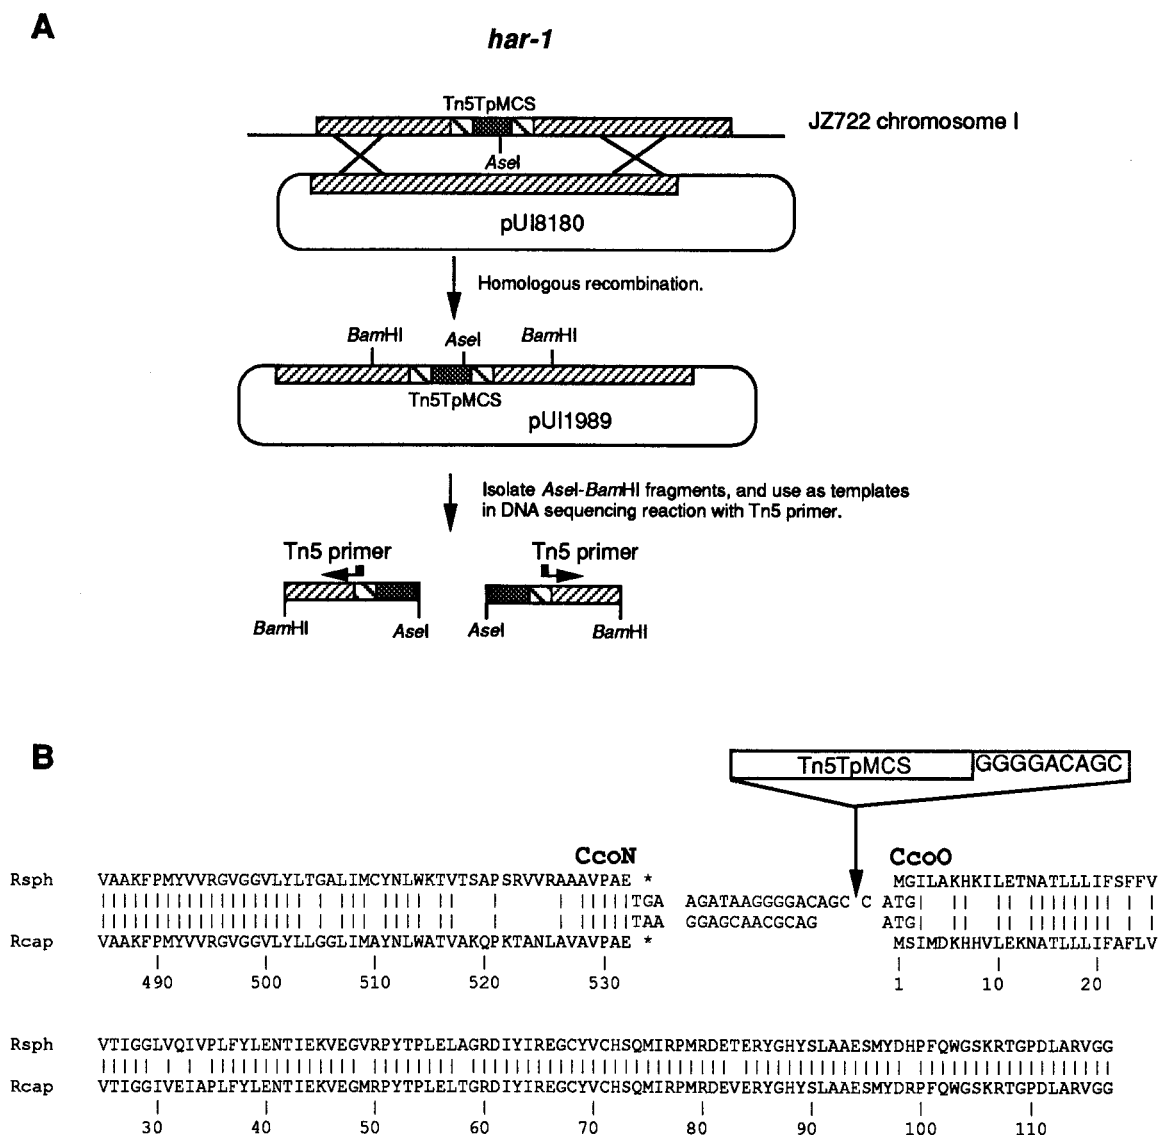 A
har-1
Tn5TpMCS
JZ722 chromosome I
AseI
pUI8180
Homologous recombination.
BamHI AseI BamHI
Tn5TpMCS
pUI1989
Isolate AseI-BamHI fragments, and use as templates
in DNA sequencing reaction with Tn5 primer.
Tn5 primer Tn5 primer
BamHI AseI AseI BamHI
B
Tn5TpMCS GGGGACAGC
CcoN CcoO
Rsph VAAKFPMYVVRGVGGVLYLTGALIMCYNLWKTVTSAPSRVVRAAAVPAE * MGILAKHKILETNATLLLIFSFFV
TGA AGATAAGGGGACAGC C ATG
TAA GGAGCAACGCAG ATG
Rcap VAAKFPMYVVRGVGGVLYLLGGLIMAYNLWATVAKQPKTANLAVAVPAE * MSIMDKHHVLEKNATLLLIFAFLV
490 500 510 520 530 1 10 20
Rsph VTIGGLVQIVPLFYLENTIEKVEGVRPYTPLELAGRDIYIREGCYVCHSQMIRPMRDETERYGHYSLAAESMYDHPFQWGSKRTGPDLARVGG
Rcap VTIGGIVEIAPLFYLENTIEKVEGMRPYTPLELTGRDIYIREGCYVCHSQMIRPMRDEVERYGHYSLAAESMYDRPFQWGSKRTGPDLARVGG
30 40 50 60 70 80 90 100 110